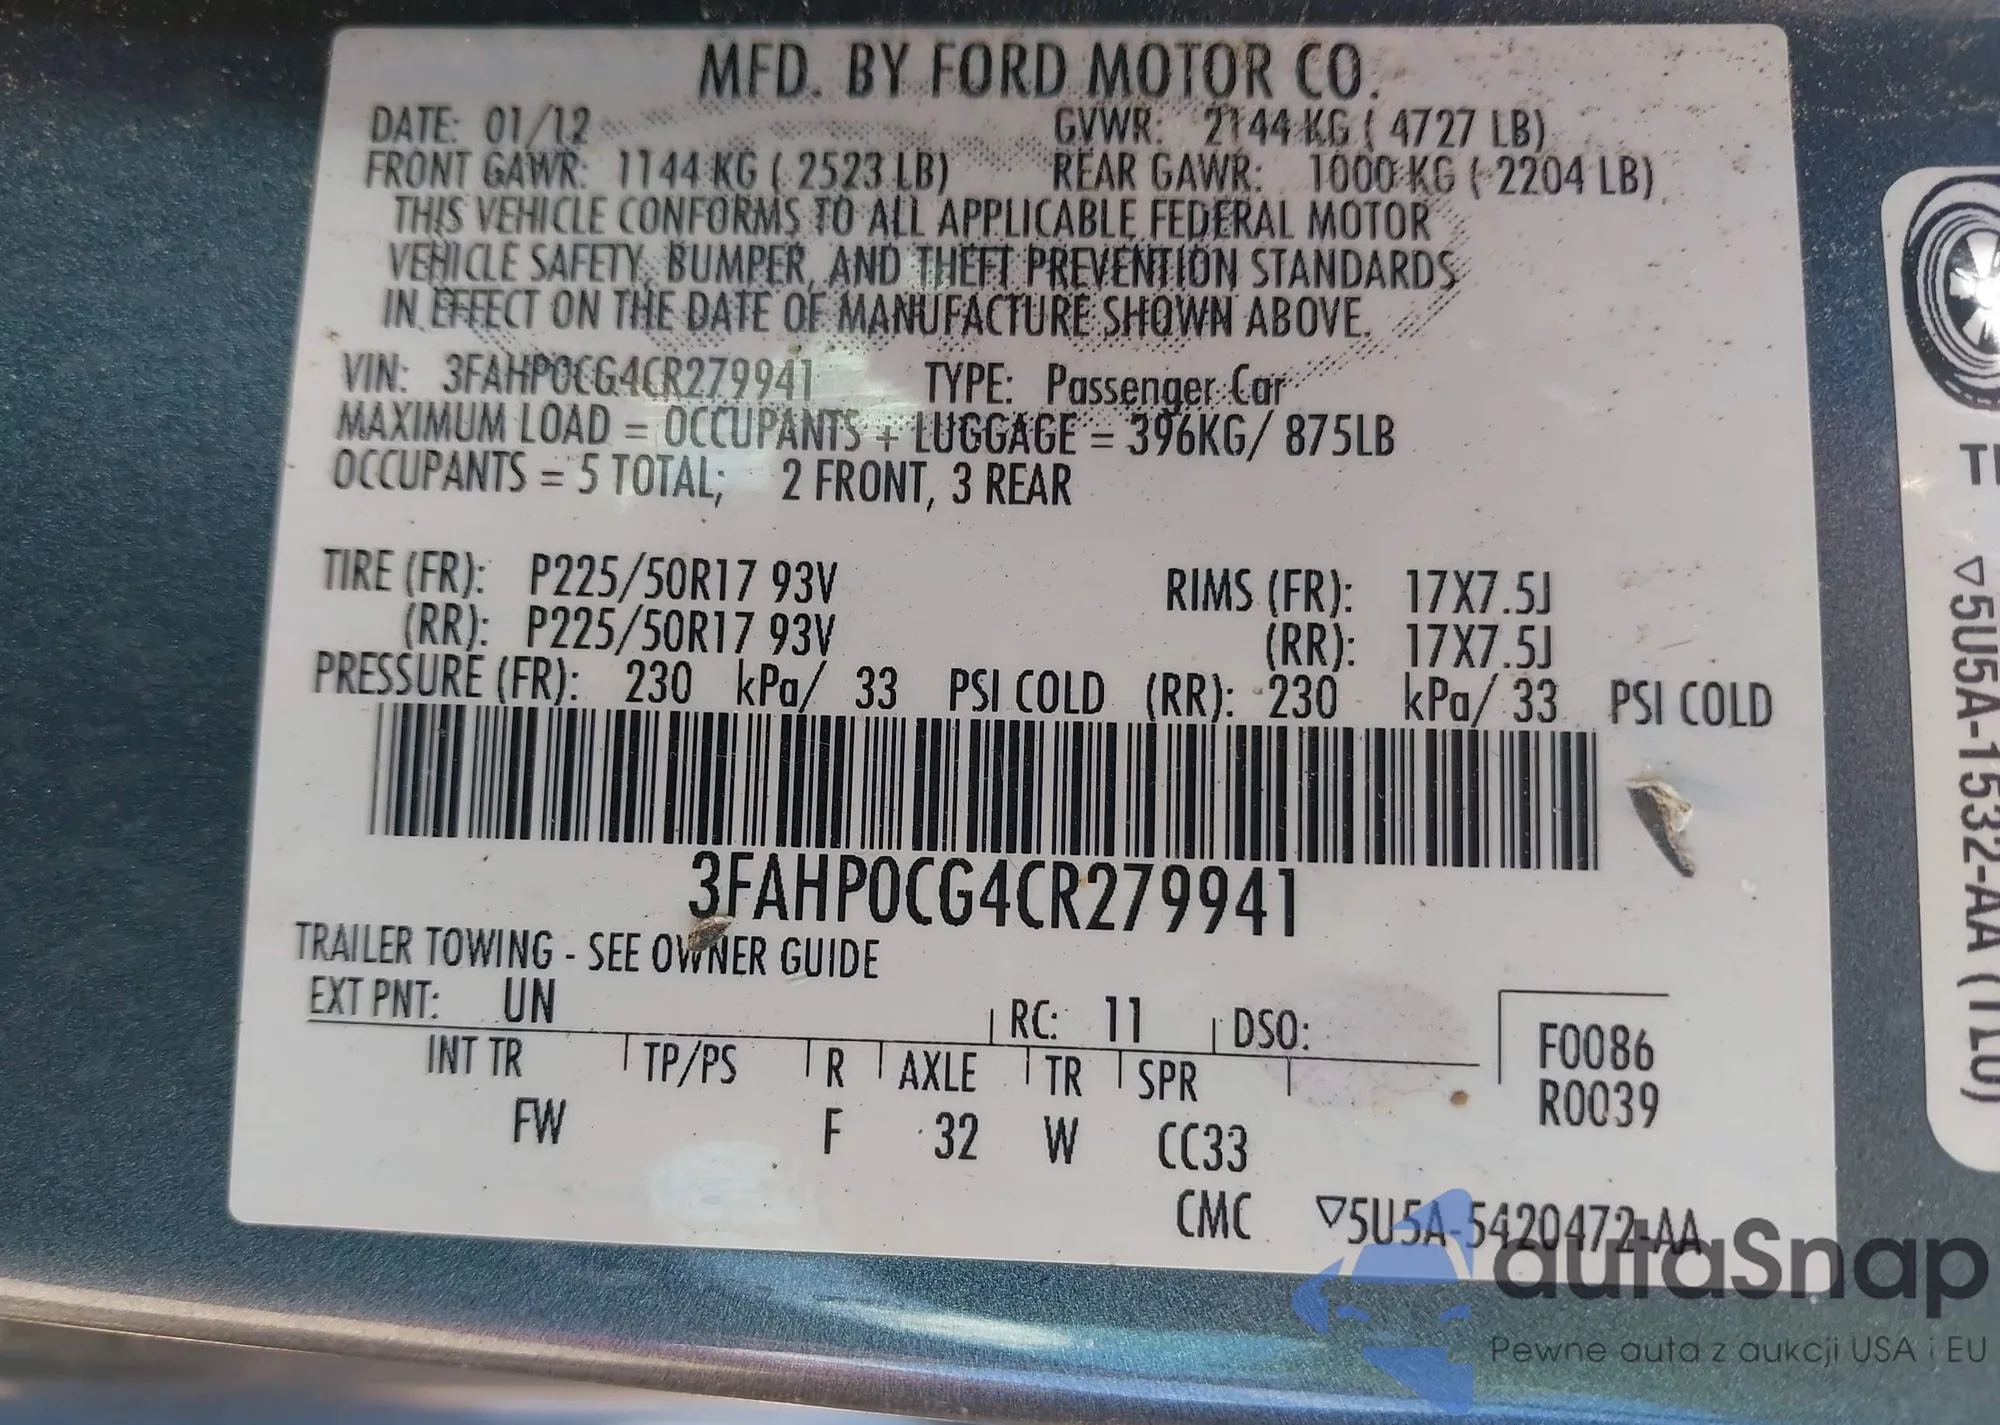 MFD. BY FORD MOTOR CO.
DATE: 01/12 GVWR: 2144 KG ( 4727 LB)
FRONT GAWR: 1144 KG ( 2523 LB) REAR GAWR: 1000 KG ( 2204 LB)
THIS VEHICLE CONFORMS TO ALL APPLICABLE FEDERAL MOTOR
VEHICLE SAFETY, BUMPER, AND THEFT PREVENTION STANDARDS
IN EFFECT ON THE DATE OF MANUFACTURE SHOWN ABOVE.
VIN: 3FAHP0CG4CR279941 TYPE: Passenger Car
MAXIMUM LOAD = OCCUPANTS + LUGGAGE = 396KG/ 875LB
OCCUPANTS = 5 TOTAL; 2 FRONT, 3 REAR
TIRE (FR): P225/50R17 93V RIMS (FR): 17X7.5J
(RR): P225/50R17 93V (RR): 17X7.5J
PRESSURE (FR): 230 kPa/ 33 PSI COLD (RR): 230 kPa/ 33 PSI COLD
3FAHP0CG4CR279941
TRAILER TOWING - SEE OWNER GUIDE
EXT PNT: UN RC: 11 DSO:
F0086
R0039
INT TR TP/PS R AXLE TR SPR
FW F 32 W CC33
CMC ▽5U5A-5420472-AA
▽5U5A-1532-AA (TLU)
autaSnap
Pewne auta z aukcji USA i EU